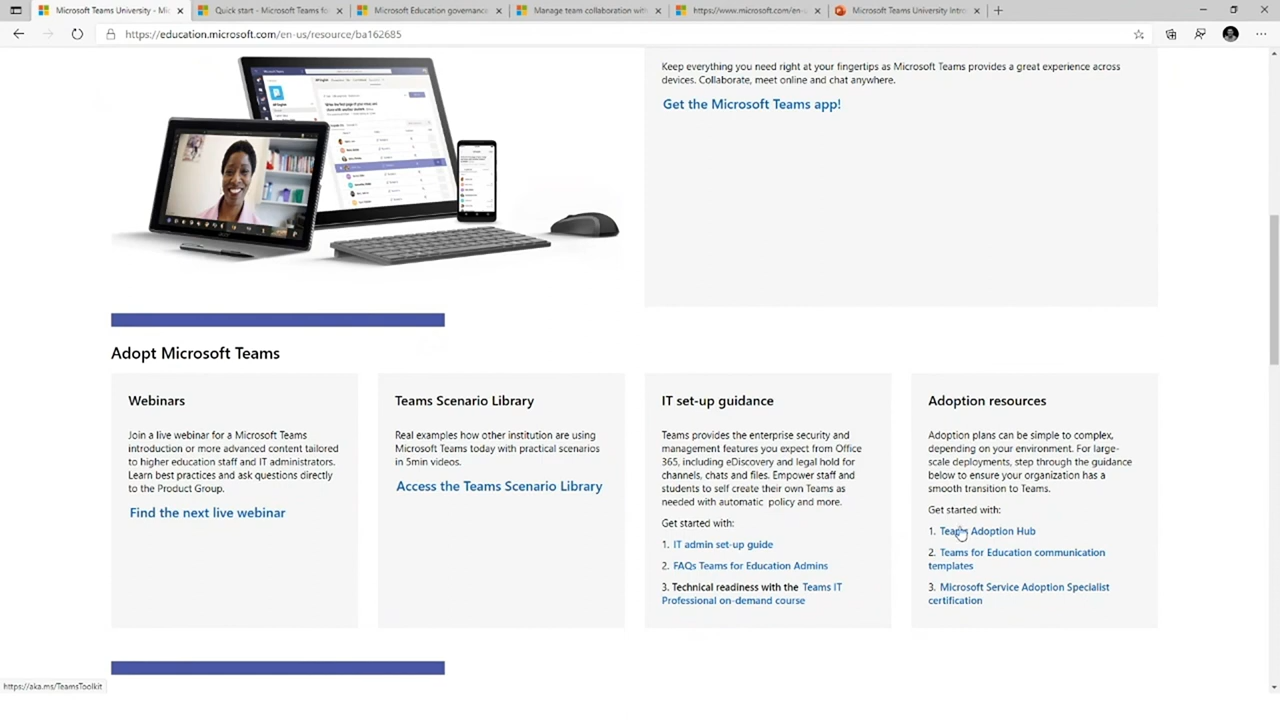 Microsoft Teams University - Mi
Quick start - Microsoft Teams fo
Microsoft Education governance
Manage team collaboration with
https://www.microsoft.com/en-
Microsoft Teams University Intr
https://education.microsoft.com/en-us/resource/ba162685
Keep everything you need right at your fingertips as Microsoft Teams provides a great experience across
devices. Collaborate, meet online and chat anywhere.
Get the Microsoft Teams app!
Adopt Microsoft Teams
Webinars
Join a live webinar for a Microsoft Teams
introduction or more advanced content tailored
to higher education staff and IT administrators.
Learn best practices and ask questions directly
to the Product Group.
Find the next live webinar
Teams Scenario Library
Real examples how other institution are using
Microsoft Teams today with practical scenarios
in 5min videos.
Access the Teams Scenario Library
IT set-up guidance
Teams provides the enterprise security and
management features you expect from Office
365, including eDiscovery and legal hold for
channels, chats and files. Empower staff and
students to self create their own Teams as
needed with automatic policy and more.
Get started with:
1. IT admin set-up guide
2. FAQs Teams for Education Admins
3. Technical readiness with the Teams IT
Professional on-demand course
Adoption resources
Adoption plans can be simple to complex,
depending on your environment. For large-
scale deployments, step through the guidance
below to ensure your organization has a
smooth transition to Teams.
Get started with:
1. Teams Adoption Hub
2. Teams for Education communication
templates
3. Microsoft Service Adoption Specialist
certification
https://aka.ms/TeamsToolkit